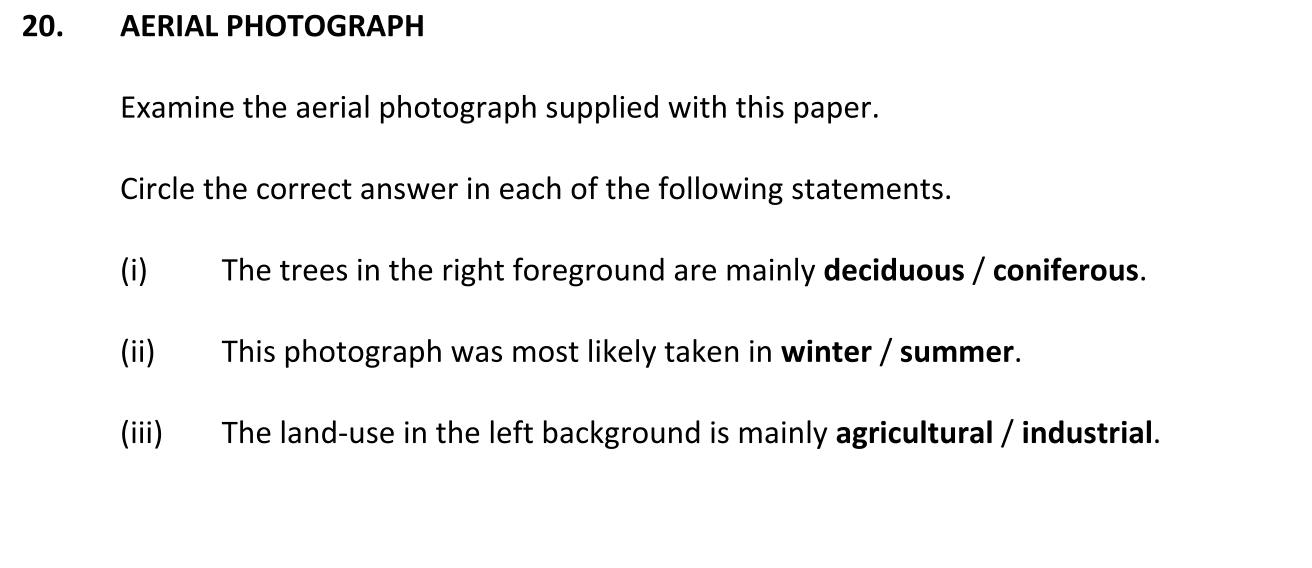 20. AERIAL PHOTOGRAPH
Examine the aerial photograph supplied with this paper.
Circle the correct answer in each of the following statements.
(i) The trees in the right foreground are mainly deciduous / coniferous.
(ii) This photograph was most likely taken in winter / summer.
(iii) The land-use in the left background is mainly agricultural / industrial.